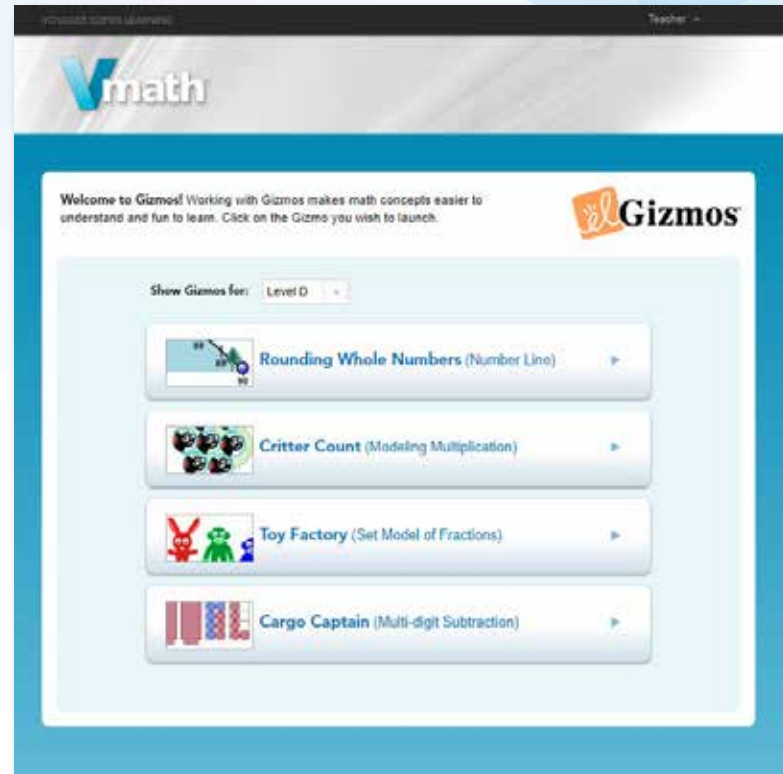 Teacher
Vmath
Welcome to Gizmos! Working with Gizmos makes math concepts easier to
understand and fun to learn. Click on the Gizmo you wish to launch.
el Gizmos
Show Gizmos for: Level D
Rounding Whole Numbers (Number Line)
Critter Count (Modeling Multiplication)
Toy Factory (Set Model of Fractions)
Cargo Captain (Multi-digit Subtraction)